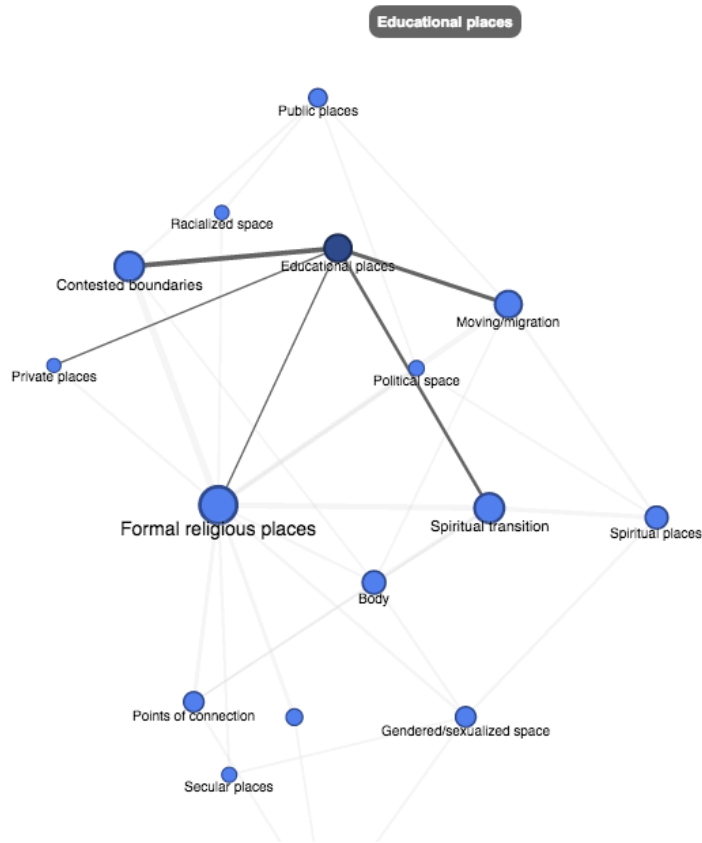 Educational places
Public places
Racialized space
Educational places
Contested boundaries
Moving/migration
Private places
Political space
Formal religious places
Spiritual transition
Spiritual places
Body
Points of connection
Gendered/sexualized space
Secular places